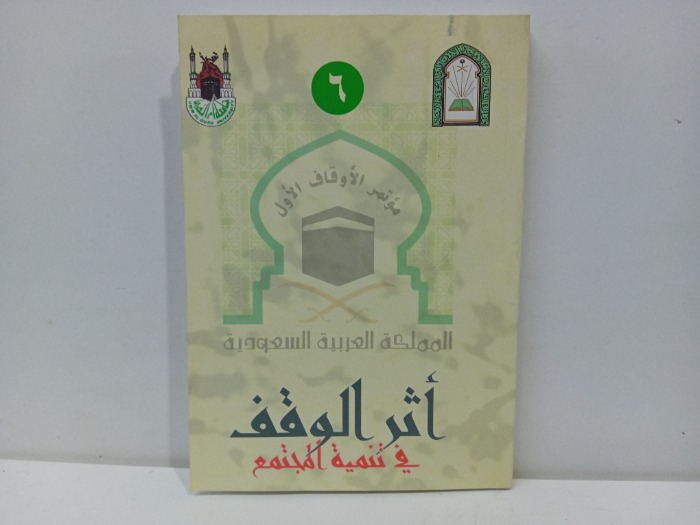 ٦
مؤتمر الأوقاف الأول
المملكة العربية السعودية
أثر الوقف
في تنمية المجتمع